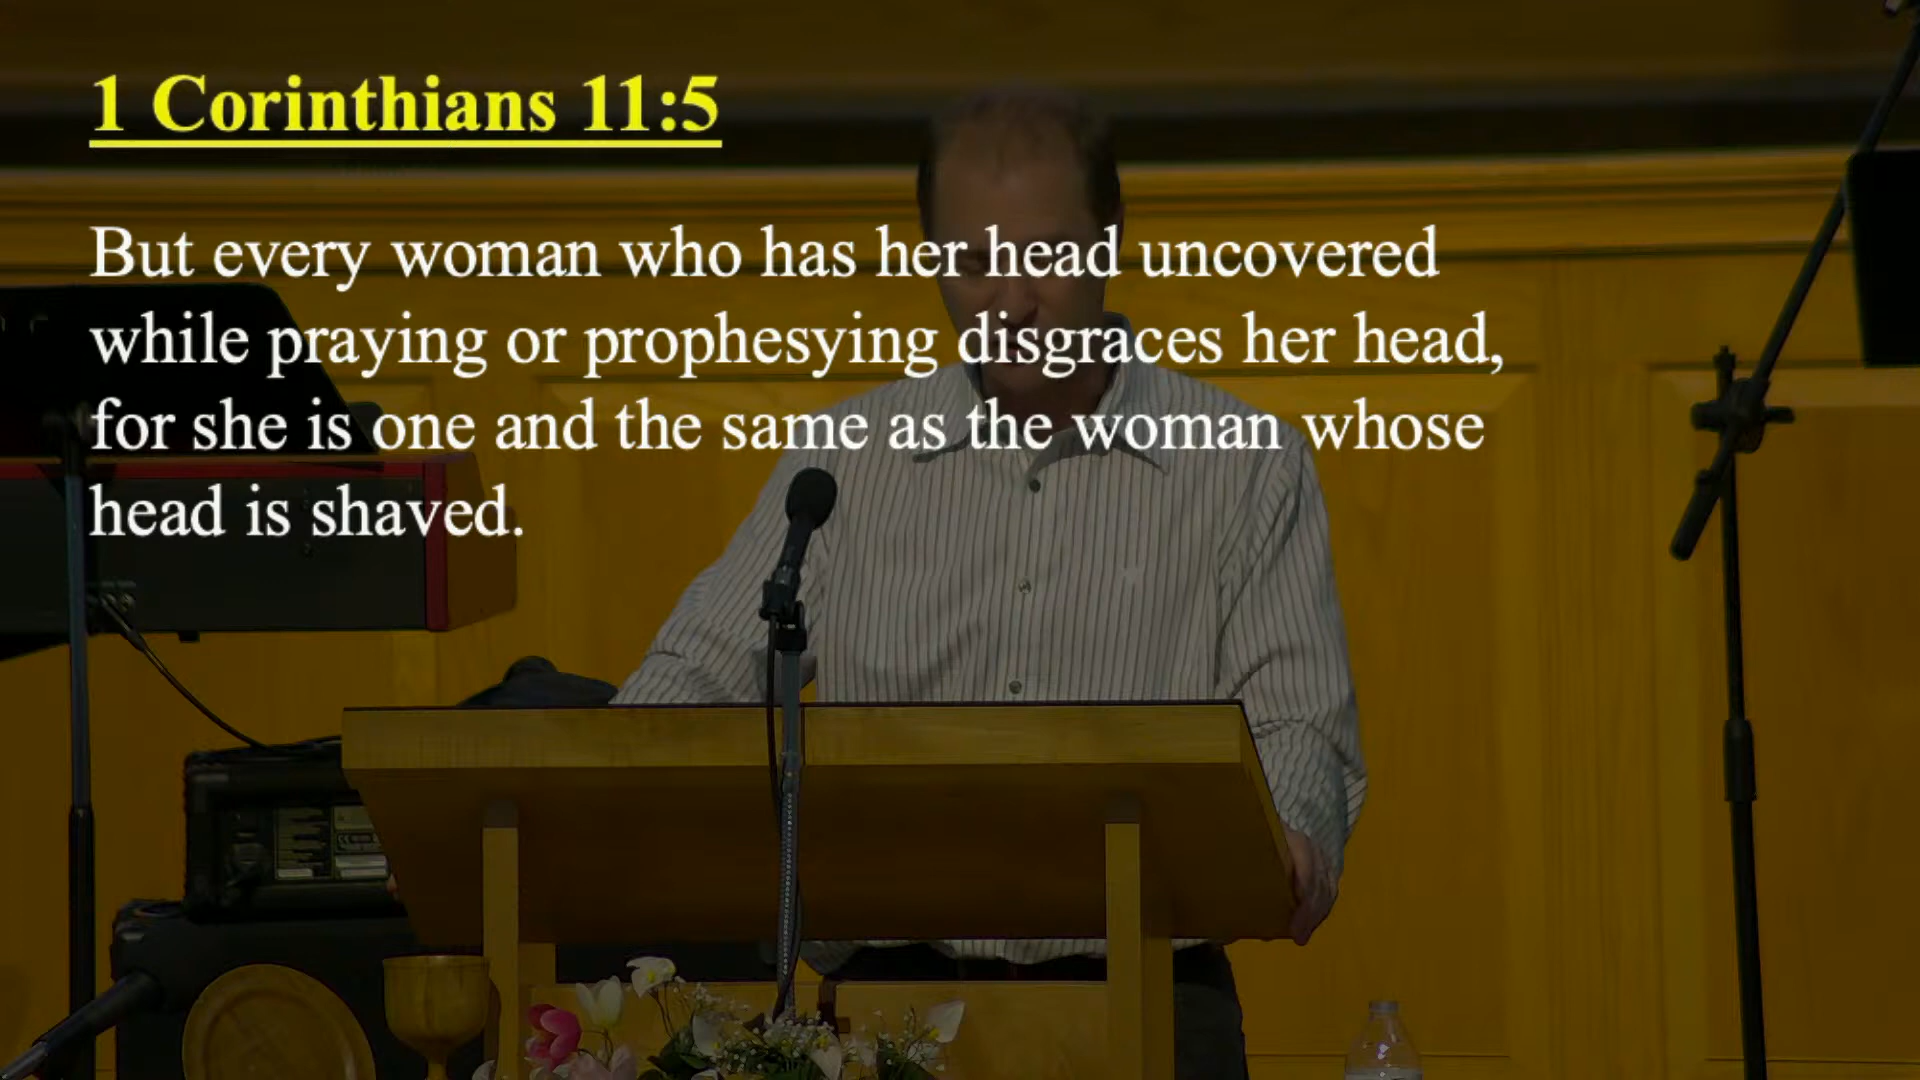 1 Corinthians 11:5
But every woman who has her head uncovered
while praying or prophesying disgraces her head,
for she is one and the same as the woman whose
head is shaved.